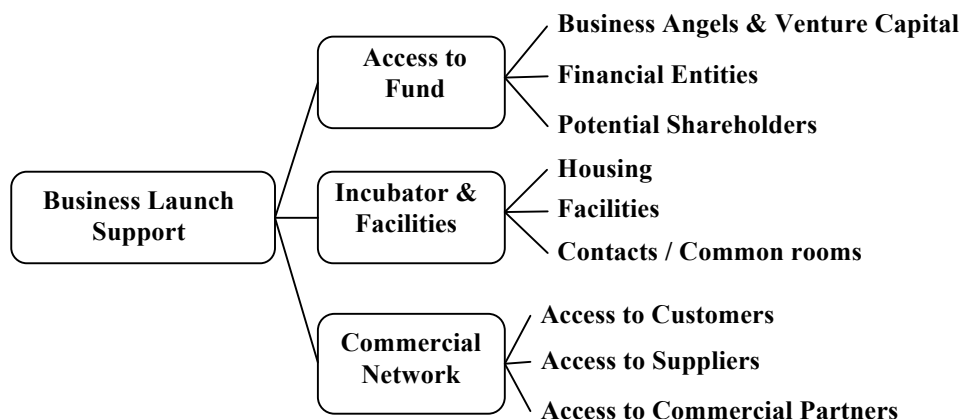 Business Launch
Support
Access to
Fund
Business Angels & Venture Capital
Financial Entities
Potential Shareholders
Incubator &
Facilities
Housing
Facilities
Contacts / Common rooms
Commercial
Network
Access to Customers
Access to Suppliers
Access to Commercial Partners